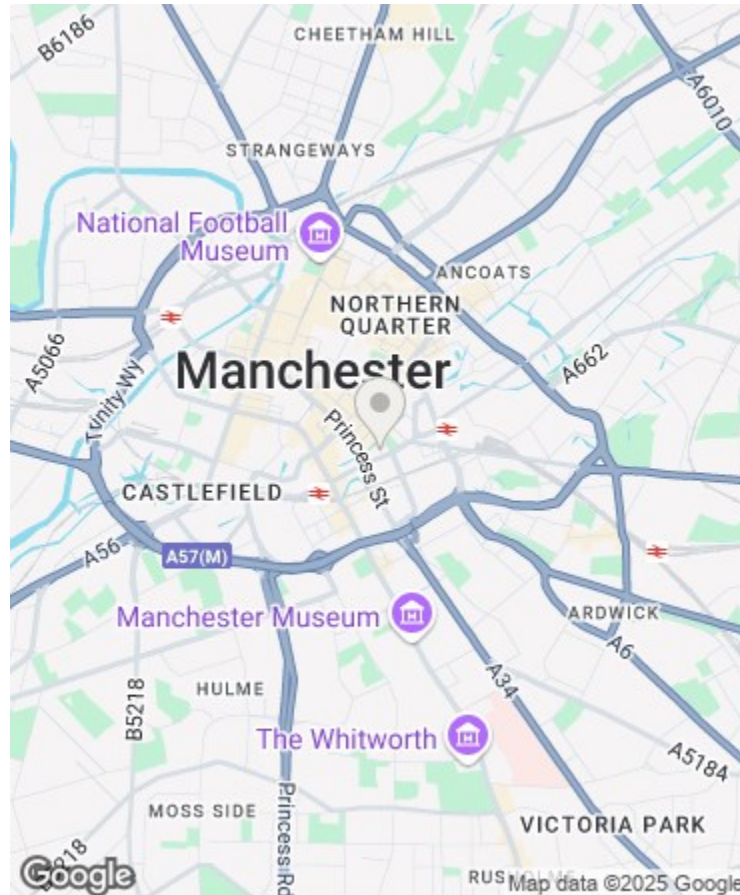 B6186
CHEETHAM HILL
A6010
STRANGEWAYS
National Football
Museum
ANCOATS
NORTHERN
QUARTER
A5066
Manchester
A662
Trinity Wy
Princess St
CASTLEFIELD
A56
A57(M)
Manchester Museum
ARDWICK
A6
A34
HULME
B5218
The Whitworth
A5184
MOSS SIDE
Princess Rd
VICTORIA PARK
Google
Map data ©2025 Google